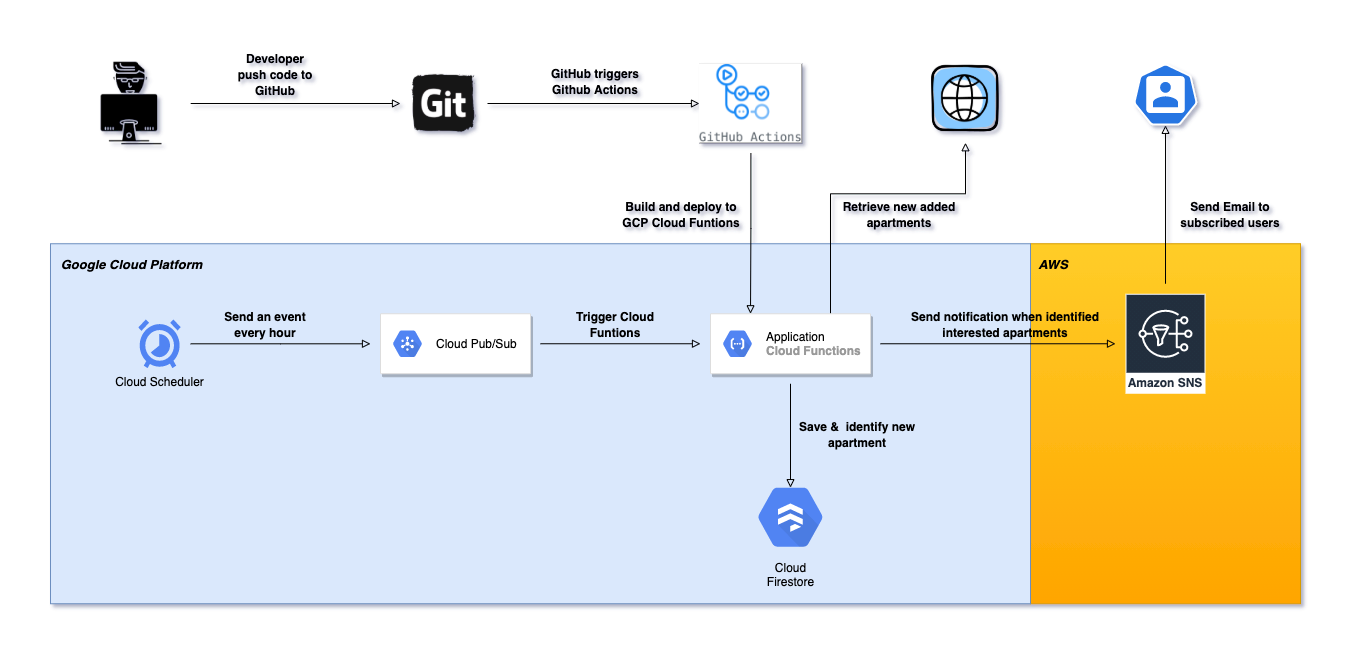 Developer
push code to
GitHub
GitHub triggers
Github Actions
Git
GitHub Actions
Build and deploy to
GCP Cloud Funtions
Retrieve new added
apartments
Send Email to
subscribed users
Google Cloud Platform
AWS
Send an event
every hour
Cloud Scheduler
Cloud Pub/Sub
Trigger Cloud
Funtions
Application
Cloud Functions
Send notification when identified
interested apartments
Amazon SNS
Save &  identify new
apartment
Cloud
Firestore